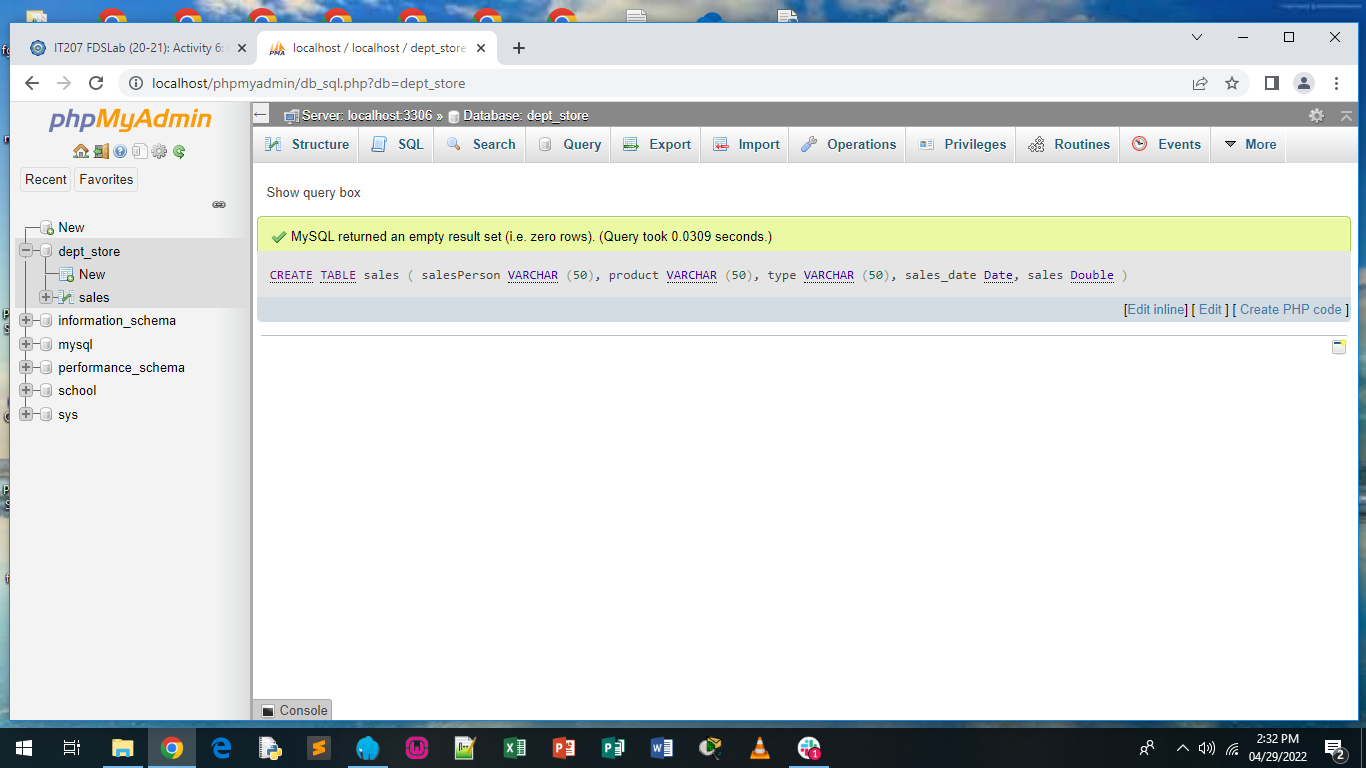 IT207 FDSLab (20-21): Activity 6:
localhost / localhost / dept_store
localhost/phpmyadmin/db_sql.php?db=dept_store
phpMyAdmin
Recent
Favorites
New
dept_store
New
sales
information_schema
mysql
performance_schema
school
sys
Server: localhost:3306 » Database: dept_store
Structure
SQL
Search
Query
Export
Import
Operations
Privileges
Routines
Events
More
Show query box
MySQL returned an empty result set (i.e. zero rows). (Query took 0.0309 seconds.)
CREATE TABLE sales ( salesPerson VARCHAR (50), product VARCHAR (50), type VARCHAR (50), sales_date Date, sales Double )
[Edit inline] [ Edit ] [ Create PHP code ]
Console
2:32 PM
04/29/2022